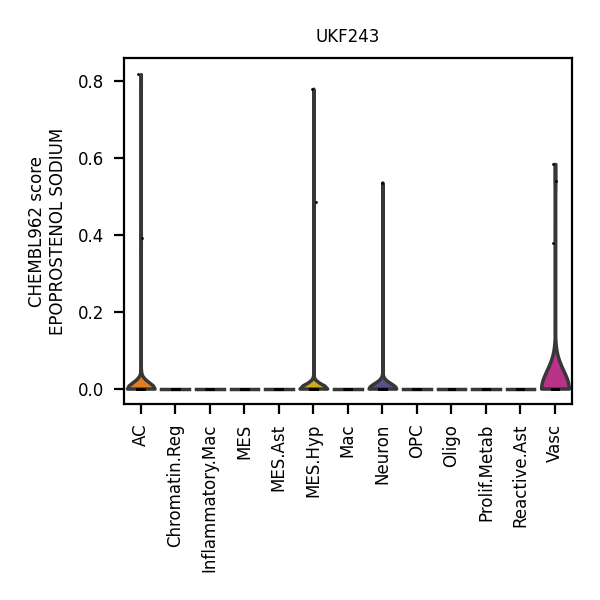 UKF243
CHEMBL962 score
EPOPROSTENOL SODIUM
0.8
0.6
0.4
0.2
0.0
AC
Chromatin.Reg
Inflammatory.Mac
MES
MES.Ast
MES.Hyp
Mac
Neuron
OPC
Oligo
Prolif.Metab
Reactive.Ast
Vasc